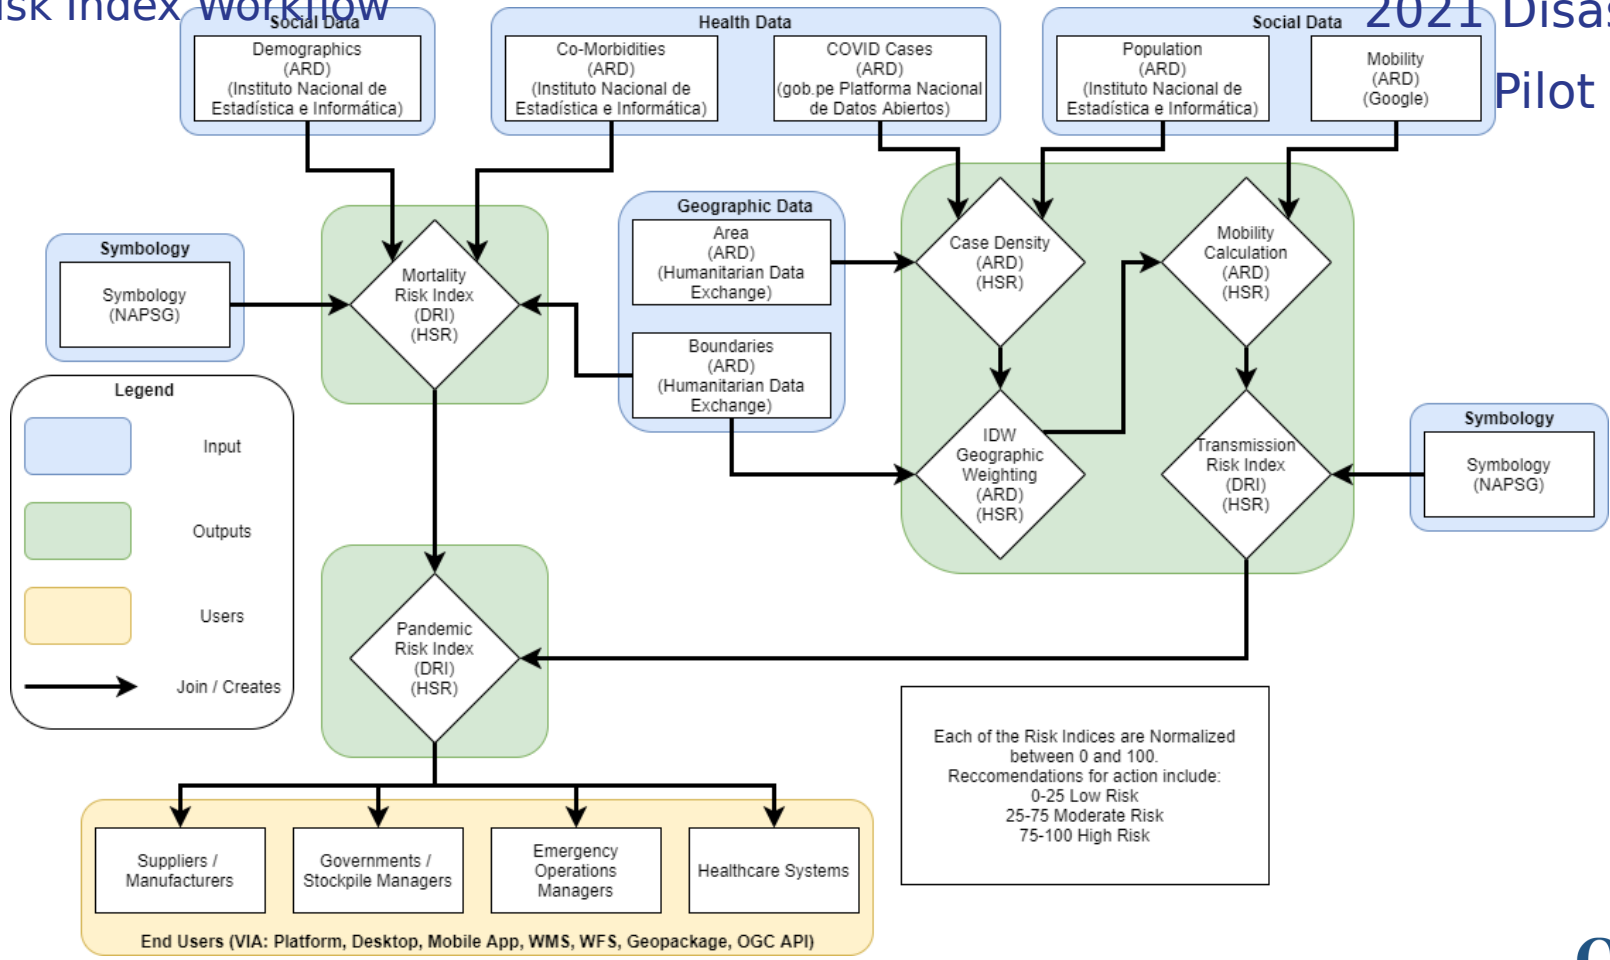 Risk Index Workflow
2021 Disas
Pilot
Social Data
Demographics
(ARD)
(Instituto Nacional de
Estadística e Informática)
Health Data
Co-Morbidities
(ARD)
(Instituto Nacional de
Estadística e Informática)
COVID Cases
(ARD)
(gob.pe Platforma Nacional
de Datos Abiertos)
Social Data
Population
(ARD)
(Instituto Nacional de
Estadística e Informática)
Mobility
(ARD)
(Google)
Symbology
Symbology
(NAPSG)
Mortality
Risk Index
(DRI)
(HSR)
Geographic Data
Area
(ARD)
(Humanitarian Data
Exchange)
Boundaries
(ARD)
(Humanitarian Data
Exchange)
Case Density
(ARD)
(HSR)
Mobility
Calculation
(ARD)
(HSR)
IDW
Geographic
Weighting
(ARD)
(HSR)
Transmission
Risk Index
(DRI)
(HSR)
Symbology
Symbology
(NAPSG)
Legend
Input
Outputs
Users
Join / Creates
Pandemic
Risk Index
(DRI)
(HSR)
Each of the Risk Indices are Normalized
between 0 and 100.
Reccomendations for action include:
0-25 Low Risk
25-75 Moderate Risk
75-100 High Risk
Suppliers /
Manufacturers
Governments /
Stockpile Managers
Emergency
Operations
Managers
Healthcare Systems
End Users (VIA: Platform, Desktop, Mobile App, WMS, WFS, Geopackage, OGC API)